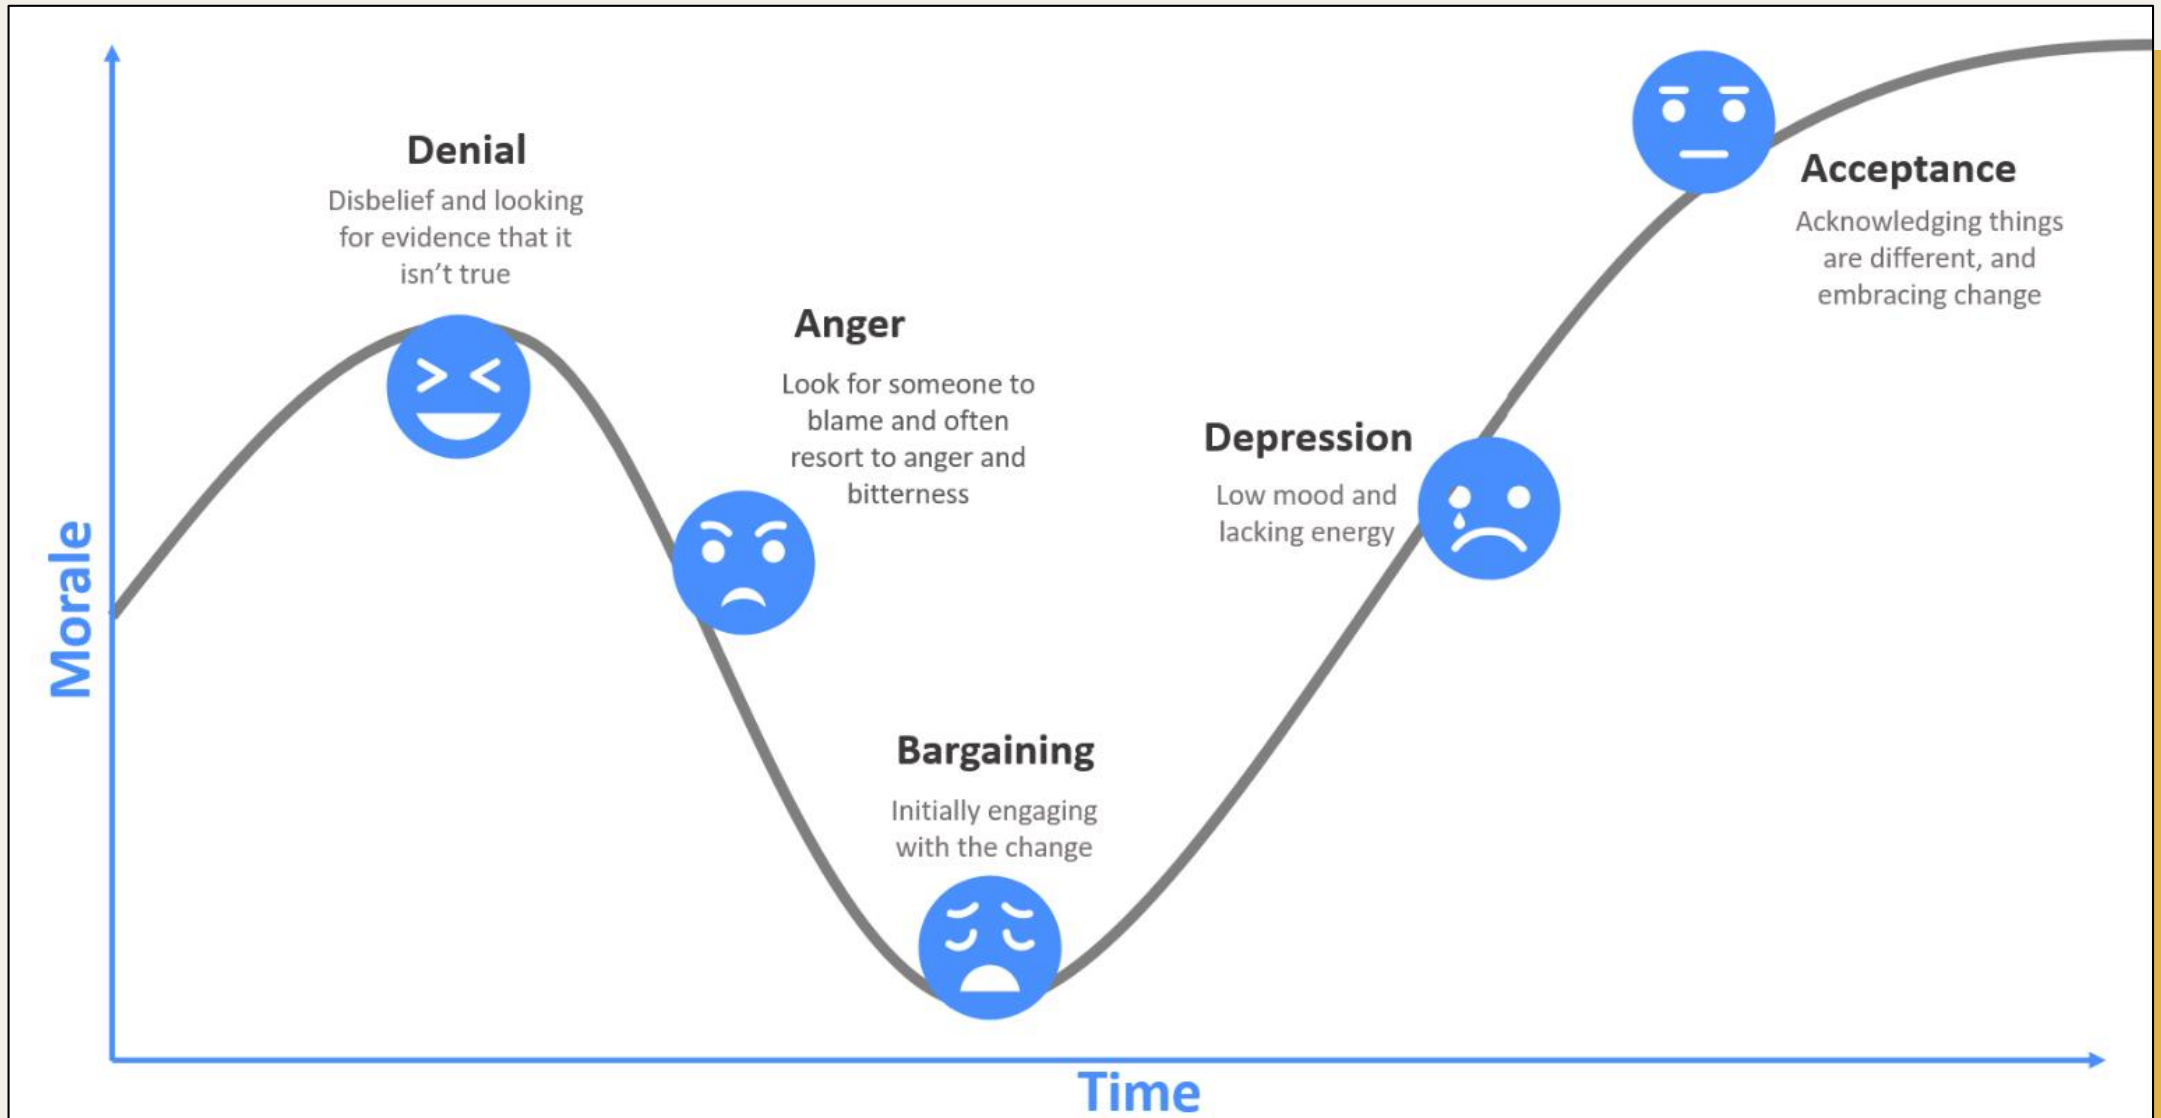 Denial
Disbelief and looking
for evidence that it
isn't true
Anger
Look for someone to
blame and often
resort to anger and
bitterness
Bargaining
Initially engaging
with the change
Depression
Low mood and
lacking energy
Acceptance
Acknowledging things
are different, and
embracing change
Morale
Time